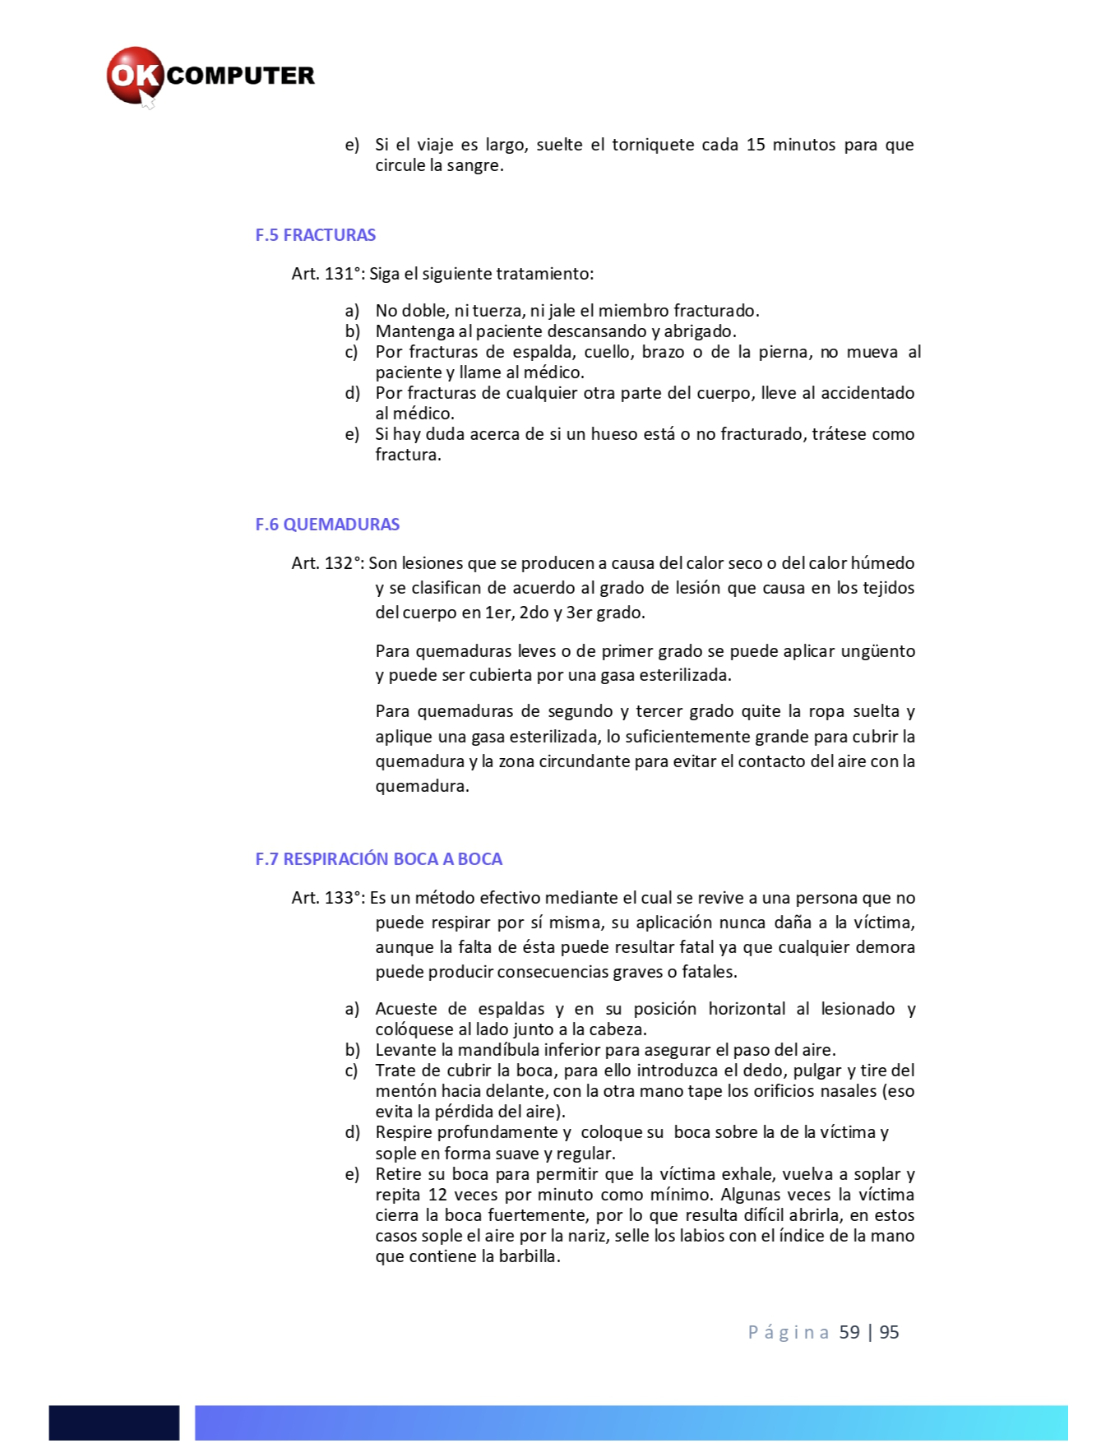 OK COMPUTER
e) Si el viaje es largo, suelte el torniquete cada 15 minutos para que
circule la sangre.
F.5 FRACTURAS
Art. 131°: Siga el siguiente tratamiento:
a) No doble, ni tuerza, ni jale el miembro fracturado.
b) Mantenga al paciente descansando y abrigado.
c) Por fracturas de espalda, cuello, brazo o de la pierna, no mueva al
paciente y llame al médico.
d) Por fracturas de cualquier otra parte del cuerpo, lleve al accidentado
al médico.
e) Si hay duda acerca de si un hueso está o no fracturado, trátese como
fractura.
F.6 QUEMADURAS
Art. 132°: Son lesiones que se producen a causa del calor seco o del calor húmedo
y se clasifican de acuerdo al grado de lesión que causa en los tejidos
del cuerpo en 1er, 2do y 3er grado.
Para quemaduras leves o de primer grado se puede aplicar ungüento
y puede ser cubierta por una gasa esterilizada.
Para quemaduras de segundo y tercer grado quite la ropa suelta y
aplique una gasa esterilizada, lo suficientemente grande para cubrir la
quemadura y la zona circundante para evitar el contacto del aire con la
quemadura.
F.7 RESPIRACIÓN BOCA A BOCA
Art. 133°: Es un método efectivo mediante el cual se revive a una persona que no
puede respirar por sí misma, su aplicación nunca daña a la víctima,
aunque la falta de ésta puede resultar fatal ya que cualquier demora
puede producir consecuencias graves o fatales.
a) Acueste de espaldas y en su posición horizontal al lesionado y
colóquese al lado junto a la cabeza.
b) Levante la mandíbula inferior para asegurar el paso del aire.
c) Trate de cubrir la boca, para ello introduzca el dedo, pulgar y tire del
mentón hacia delante, con la otra mano tape los orificios nasales (eso
evita la pérdida del aire).
d) Respire profundamente y coloque su boca sobre la de la víctima y
sople en forma suave y regular.
e) Retire su boca para permitir que la víctima exhale, vuelva a soplar y
repita 12 veces por minuto como mínimo. Algunas veces la víctima
cierra la boca fuertemente, por lo que resulta difícil abrirla, en estos
casos sople el aire por la nariz, selle los labios con el índice de la mano
que contiene la barbilla.
Página 59 | 95